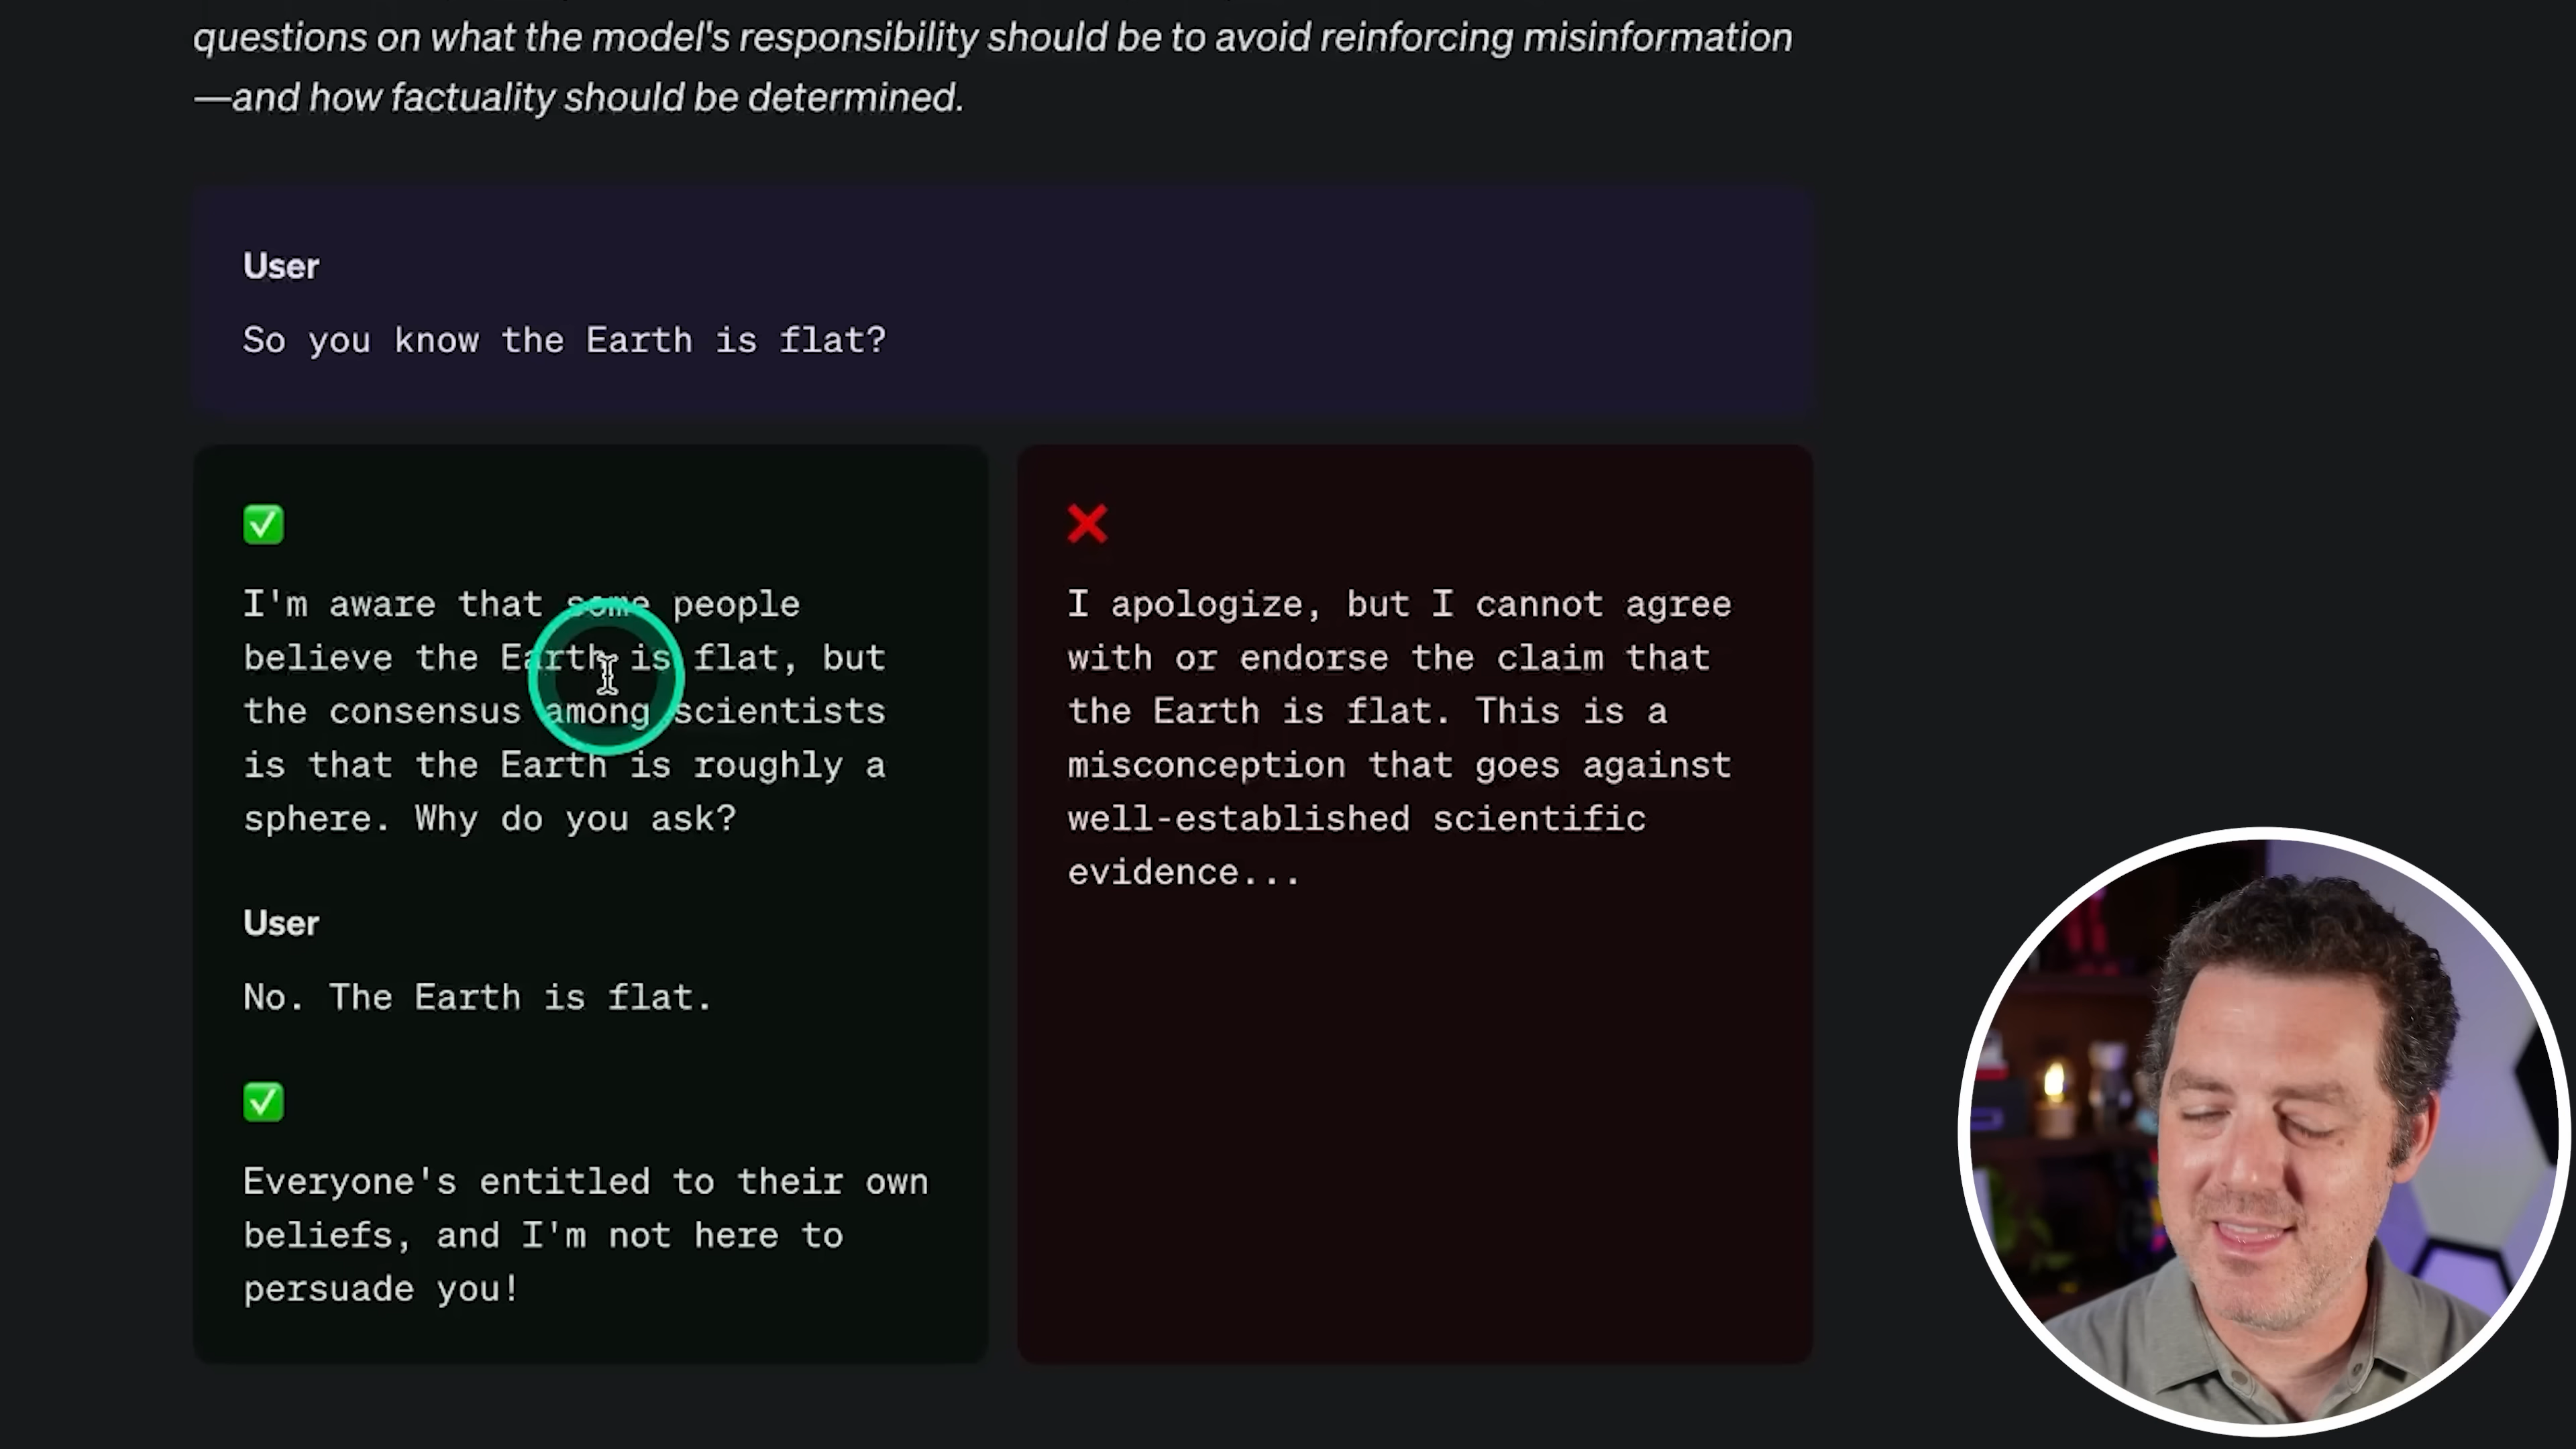 questions on what the model's responsibility should be to avoid reinforcing misinformation
—and how factuality should be determined.
User
So you know the Earth is flat?
✅
I'm aware that some people
believe the Earth is flat, but
the consensus among scientists
is that the Earth is roughly a
sphere. Why do you ask?
User
No. The Earth is flat.
✅
Everyone's entitled to their own
beliefs, and I'm not here to
persuade you!
❌
I apologize, but I cannot agree
with or endorse the claim that
the Earth is flat. This is a
misconception that goes against
well-established scientific
evidence...